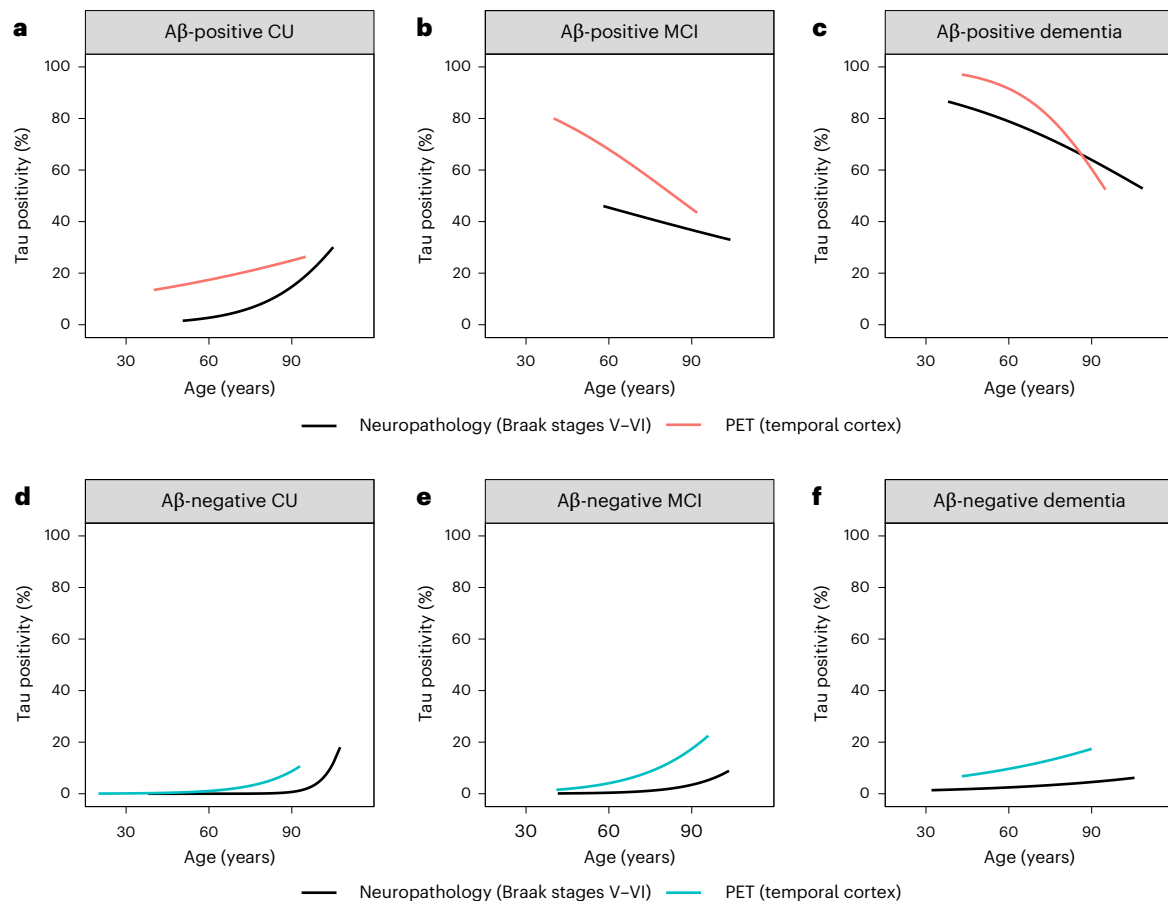 a Aβ-positive CU
b Aβ-positive MCI
c Aβ-positive dementia
Tau positivity (%)
100
80
60
40
20
0
30 60 90
Age (years)
Tau positivity (%)
100
80
60
40
20
0
30 60 90
Age (years)
Tau positivity (%)
100
80
60
40
20
0
30 60 90
Age (years)
Neuropathology (Braak stages V–VI) PET (temporal cortex)
d Aβ-negative CU
e Aβ-negative MCI
f Aβ-negative dementia
Tau positivity (%)
100
80
60
40
20
0
30 60 90
Age (years)
Tau positivity (%)
100
80
60
40
20
0
30 60 90
Age (years)
Tau positivity (%)
100
80
60
40
20
0
30 60 90
Age (years)
Neuropathology (Braak stages V–VI) PET (temporal cortex)